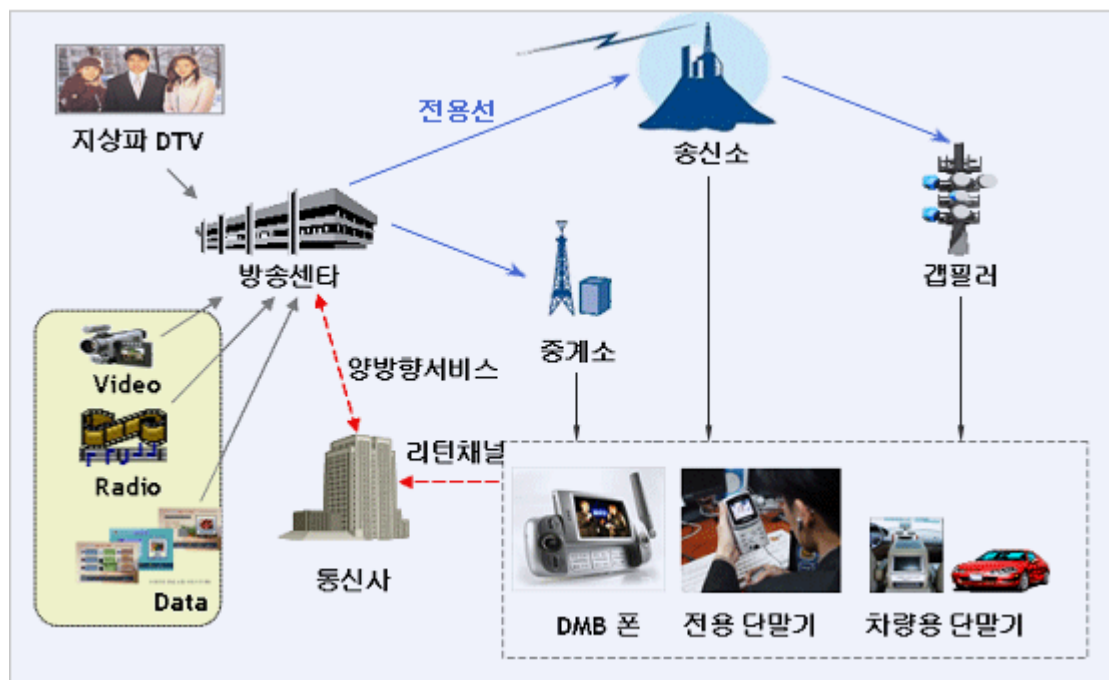 지상파 DTV
전용선
송신소
방송센타
갭필러
중계소
Video
양방향서비스
Radio
리턴채널
Data
통신사
DMB 폰
전용 단말기
차량용 단말기